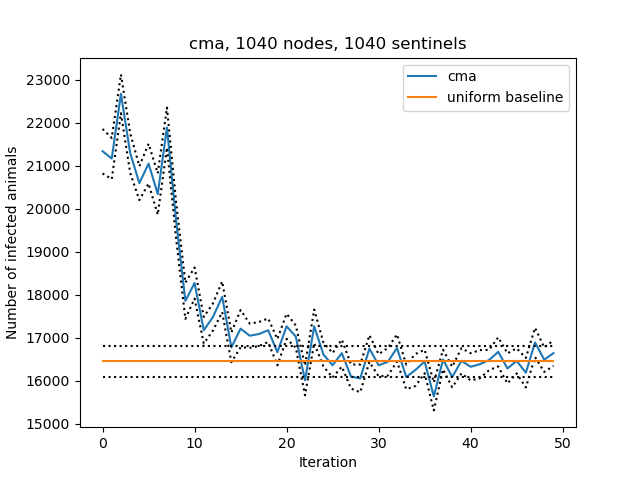 cma, 1040 nodes, 1040 sentinels
cma
uniform baseline
Number of infected animals
23000
22000
21000
20000
19000
18000
17000
16000
15000
0 10 20 30 40 50
Iteration